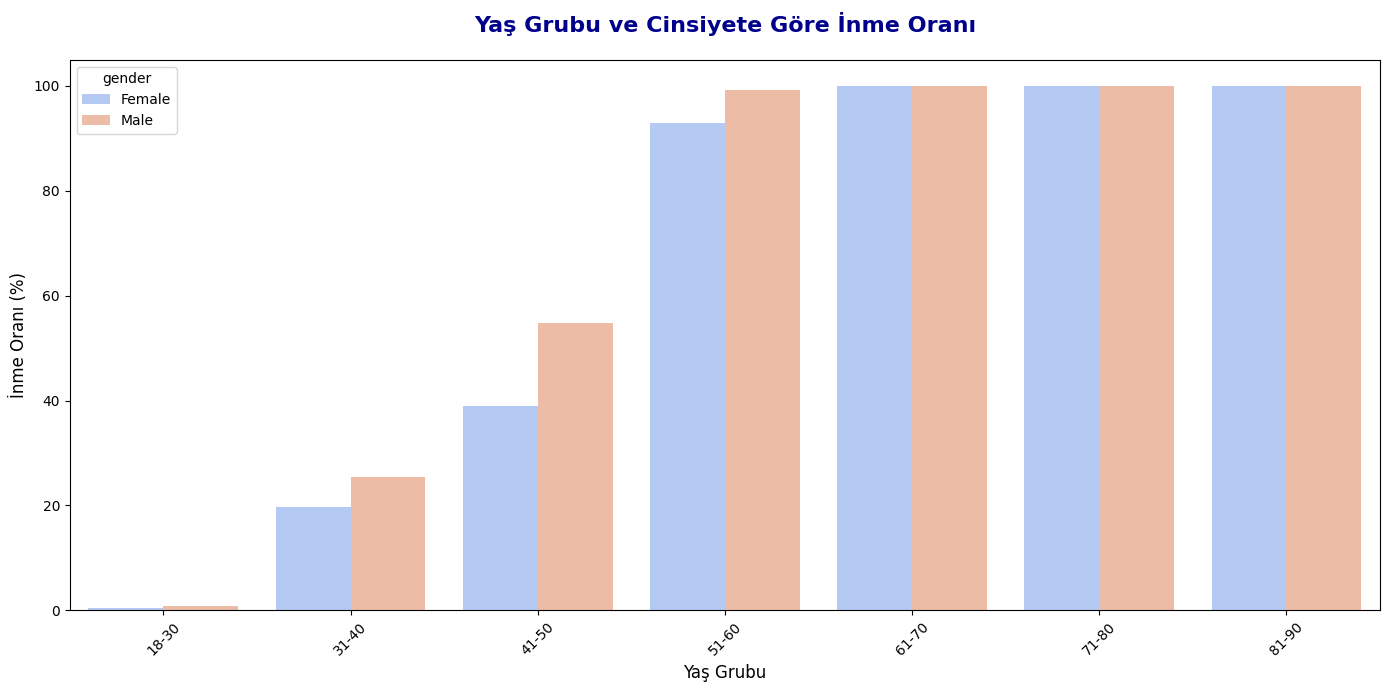 Yaş Grubu ve Cinsiyete Göre İnme Oranı
gender
Female
Male
İnme Oranı (%)
100
80
60
40
20
0
18-30
31-40
41-50
51-60
61-70
71-80
81-90
Yaş Grubu